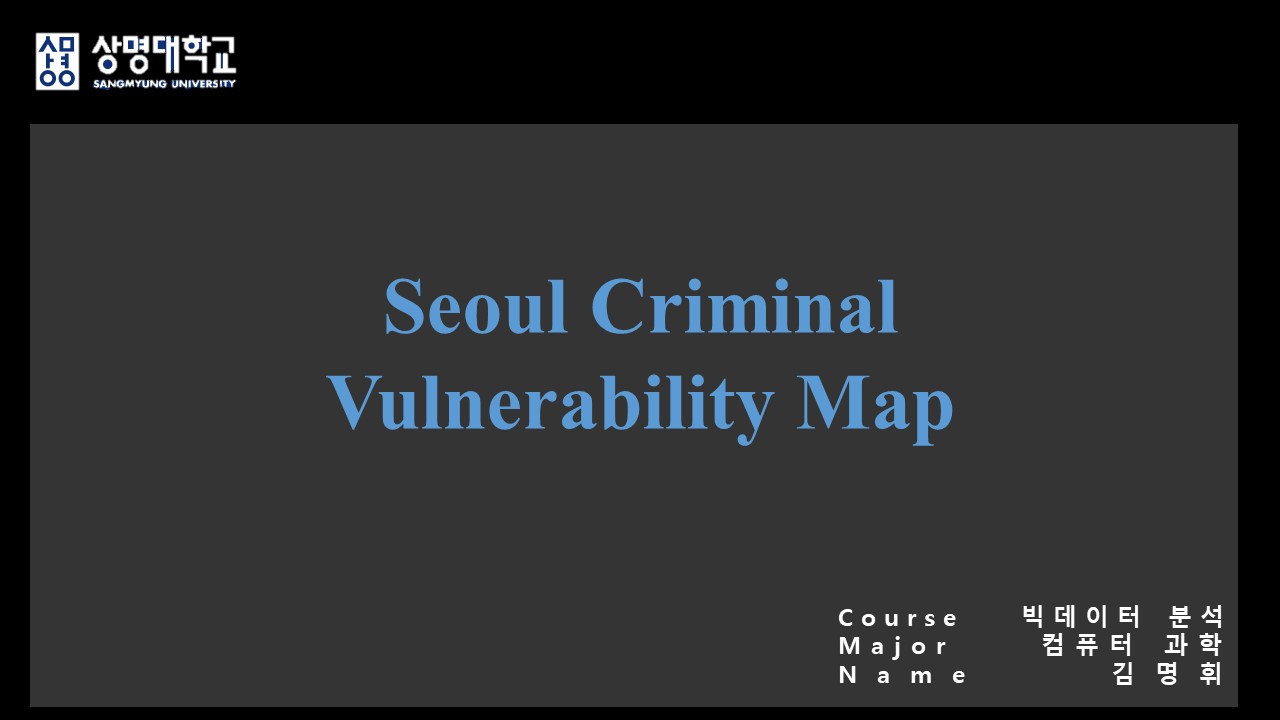 상명대학교
SANGMYUNG UNIVERSITY
Seoul Criminal
Vulnerability Map
Course 빅데이터 분석
Major 컴퓨터 과학
Name 김명휘